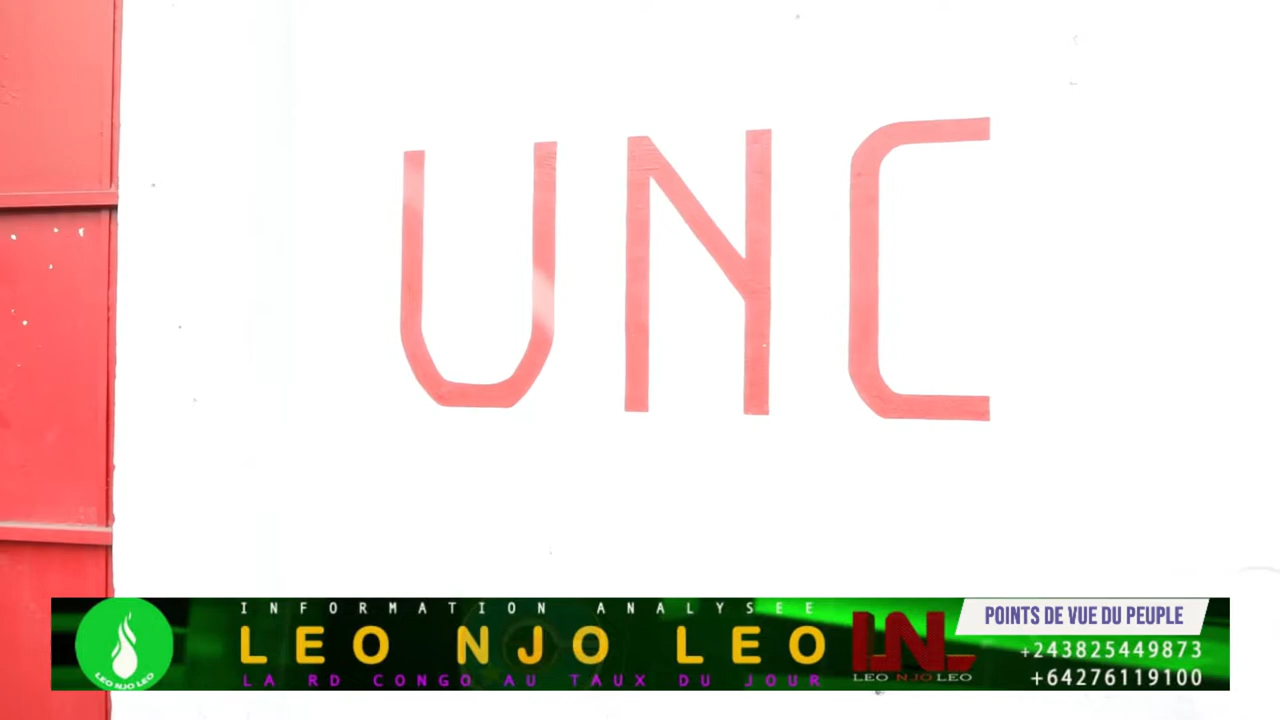 UNC
INFORMATION ANALYSEE
LEO NJO LEO
LA RD CONGO AU TAUX DU JOUR
LEO NJO LEO
LNL
LEO NJO LEO
POINTS DE VUE DU PEUPLE
+243825449873
+64276119100